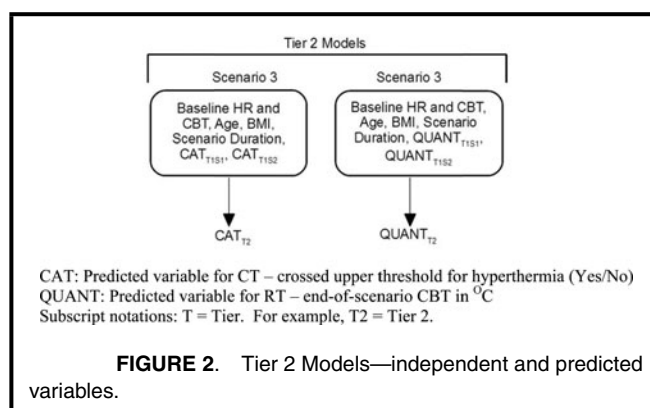 Tier 2 Models
Scenario 3
Baseline HR and
CBT, Age, BMI,
Scenario Duration,
CAT_T1S1, CAT_T1S2
CAT_T2
Scenario 3
Baseline HR and CBT,
Age, BMI, Scenario
Duration, QUANT_T1S1,
QUANT_T1S2
QUANT_T2
CAT: Predicted variable for CT – crossed upper threshold for hyperthermia (Yes/No)
QUANT: Predicted variable for RT – end-of-scenario CBT in ᴼC
Subscript notations: T = Tier. For example, T2 = Tier 2.
FIGURE 2. Tier 2 Models—independent and predicted
variables.